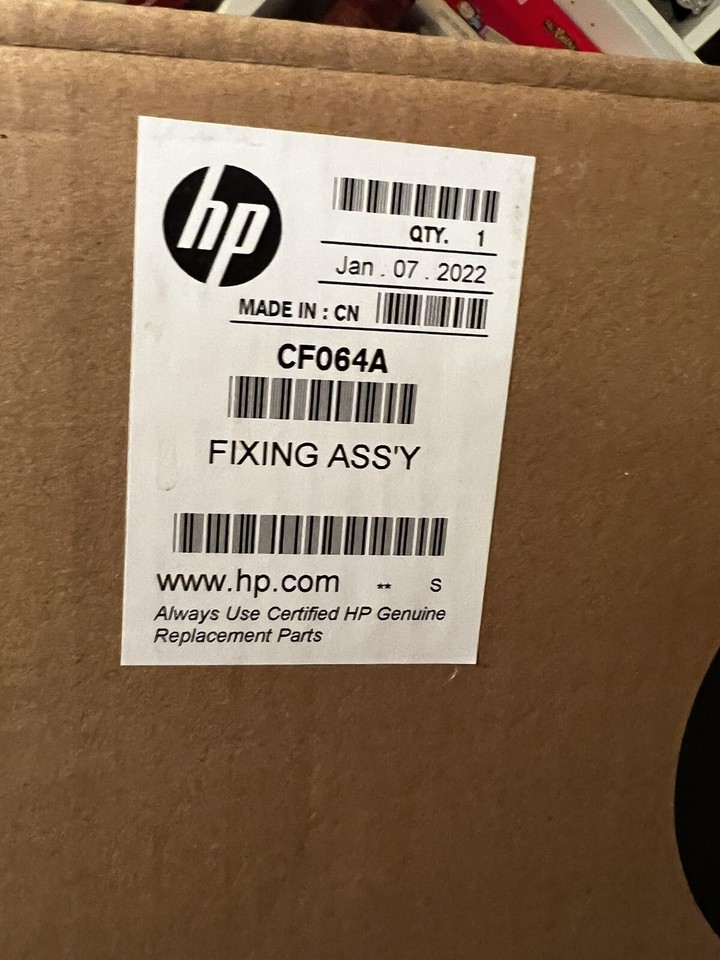 hp
QTY. 1
Jan . 07 . 2022
MADE IN : CN
CF064A
FIXING ASS'Y
www.hp.com ** S
Always Use Certified HP Genuine
Replacement Parts